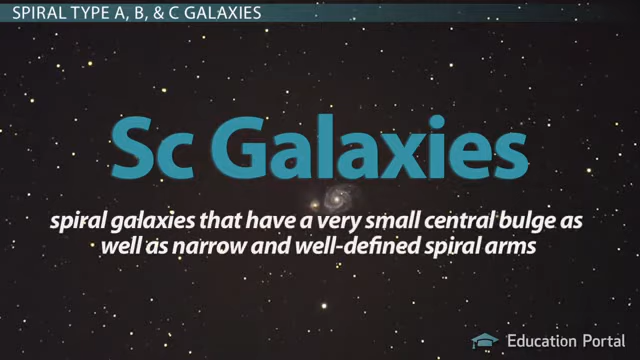 SPIRAL TYPE A, B, & C GALAXIES
Sc Galaxies
spiral galaxies that have a very small central bulge as
well as narrow and well-defined spiral arms
Education Portal